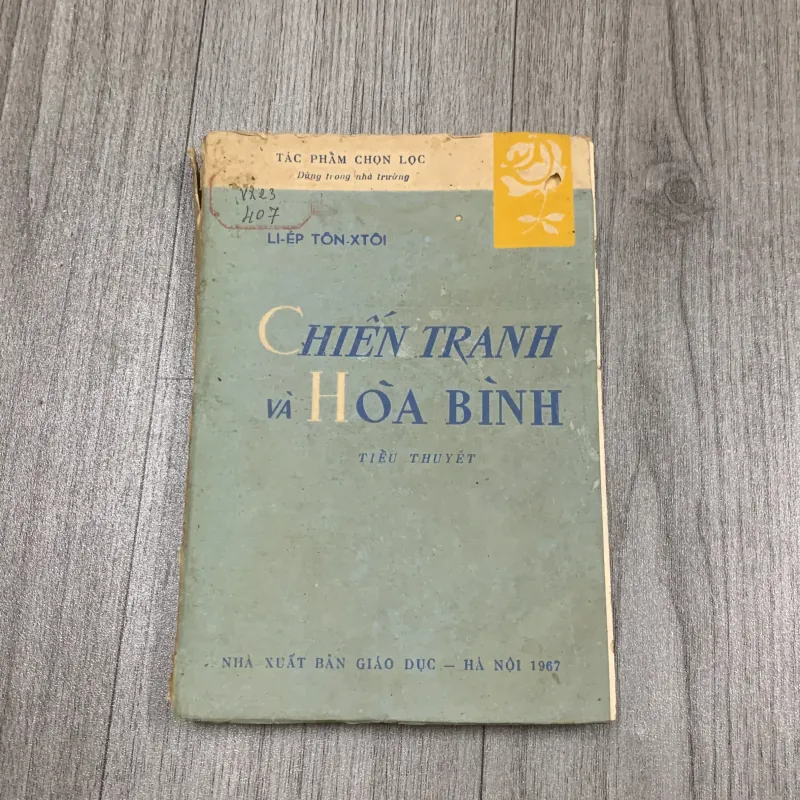 TÁC PHẨM CHỌN LỌC
Dùng trong nhà trường
407
LI-ÉP TÔN-XTÔI
CHIẾN TRANH
VÀ HÒA BÌNH
TIỂU THUYẾT
NHÀ XUẤT BẢN GIÁO DỤC — HÀ NỘI 1967